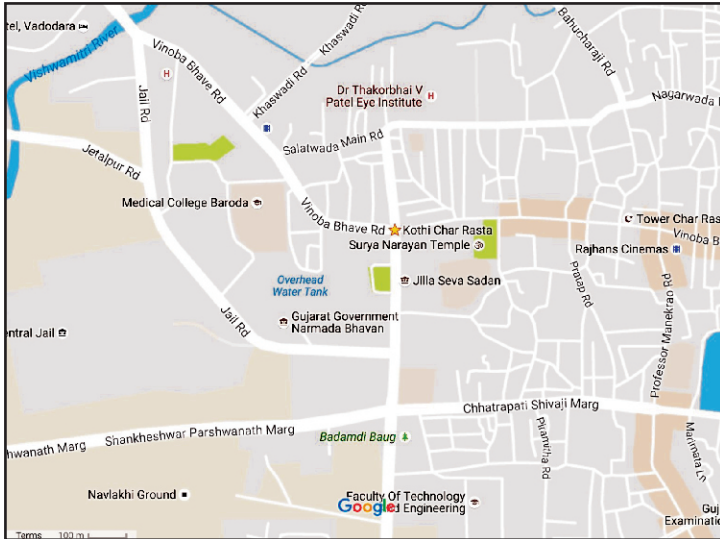 tel, Vadodara
Vishwamitri River
Vinoba Bhave Rd
Khaswadi Rd
Khaswadi Rd
Bahucharaji Rd
H
Jail Rd
Dr Thakorbhai V
Patel Eye Institute
H
Nagarwada
Salatwada Main Rd
Jetalpur Rd
Medical College Baroda
Vinoba Bhave Rd
Kothi Char Rasta
Surya Narayan Temple
Tower Char Ras
Vinoba B
Rajhans Cinemas
Overhead
Water Tank
Jilla Seva Sadan
Pratap Rd
Professor Manekrao Rd
Gujarat Government
Narmada Bhavan
Jail Rd
entral Jail
Chhatrapati Shivaji Marg
Shankheshwar Parshwanath Marg
hwanath Marg
Badamdi Baug
Piramitha Rd
Marimata Ln
Navlakhi Ground
Faculty Of Technology
d Engineering
Google
Guj
Examinatio
Terms
100 m